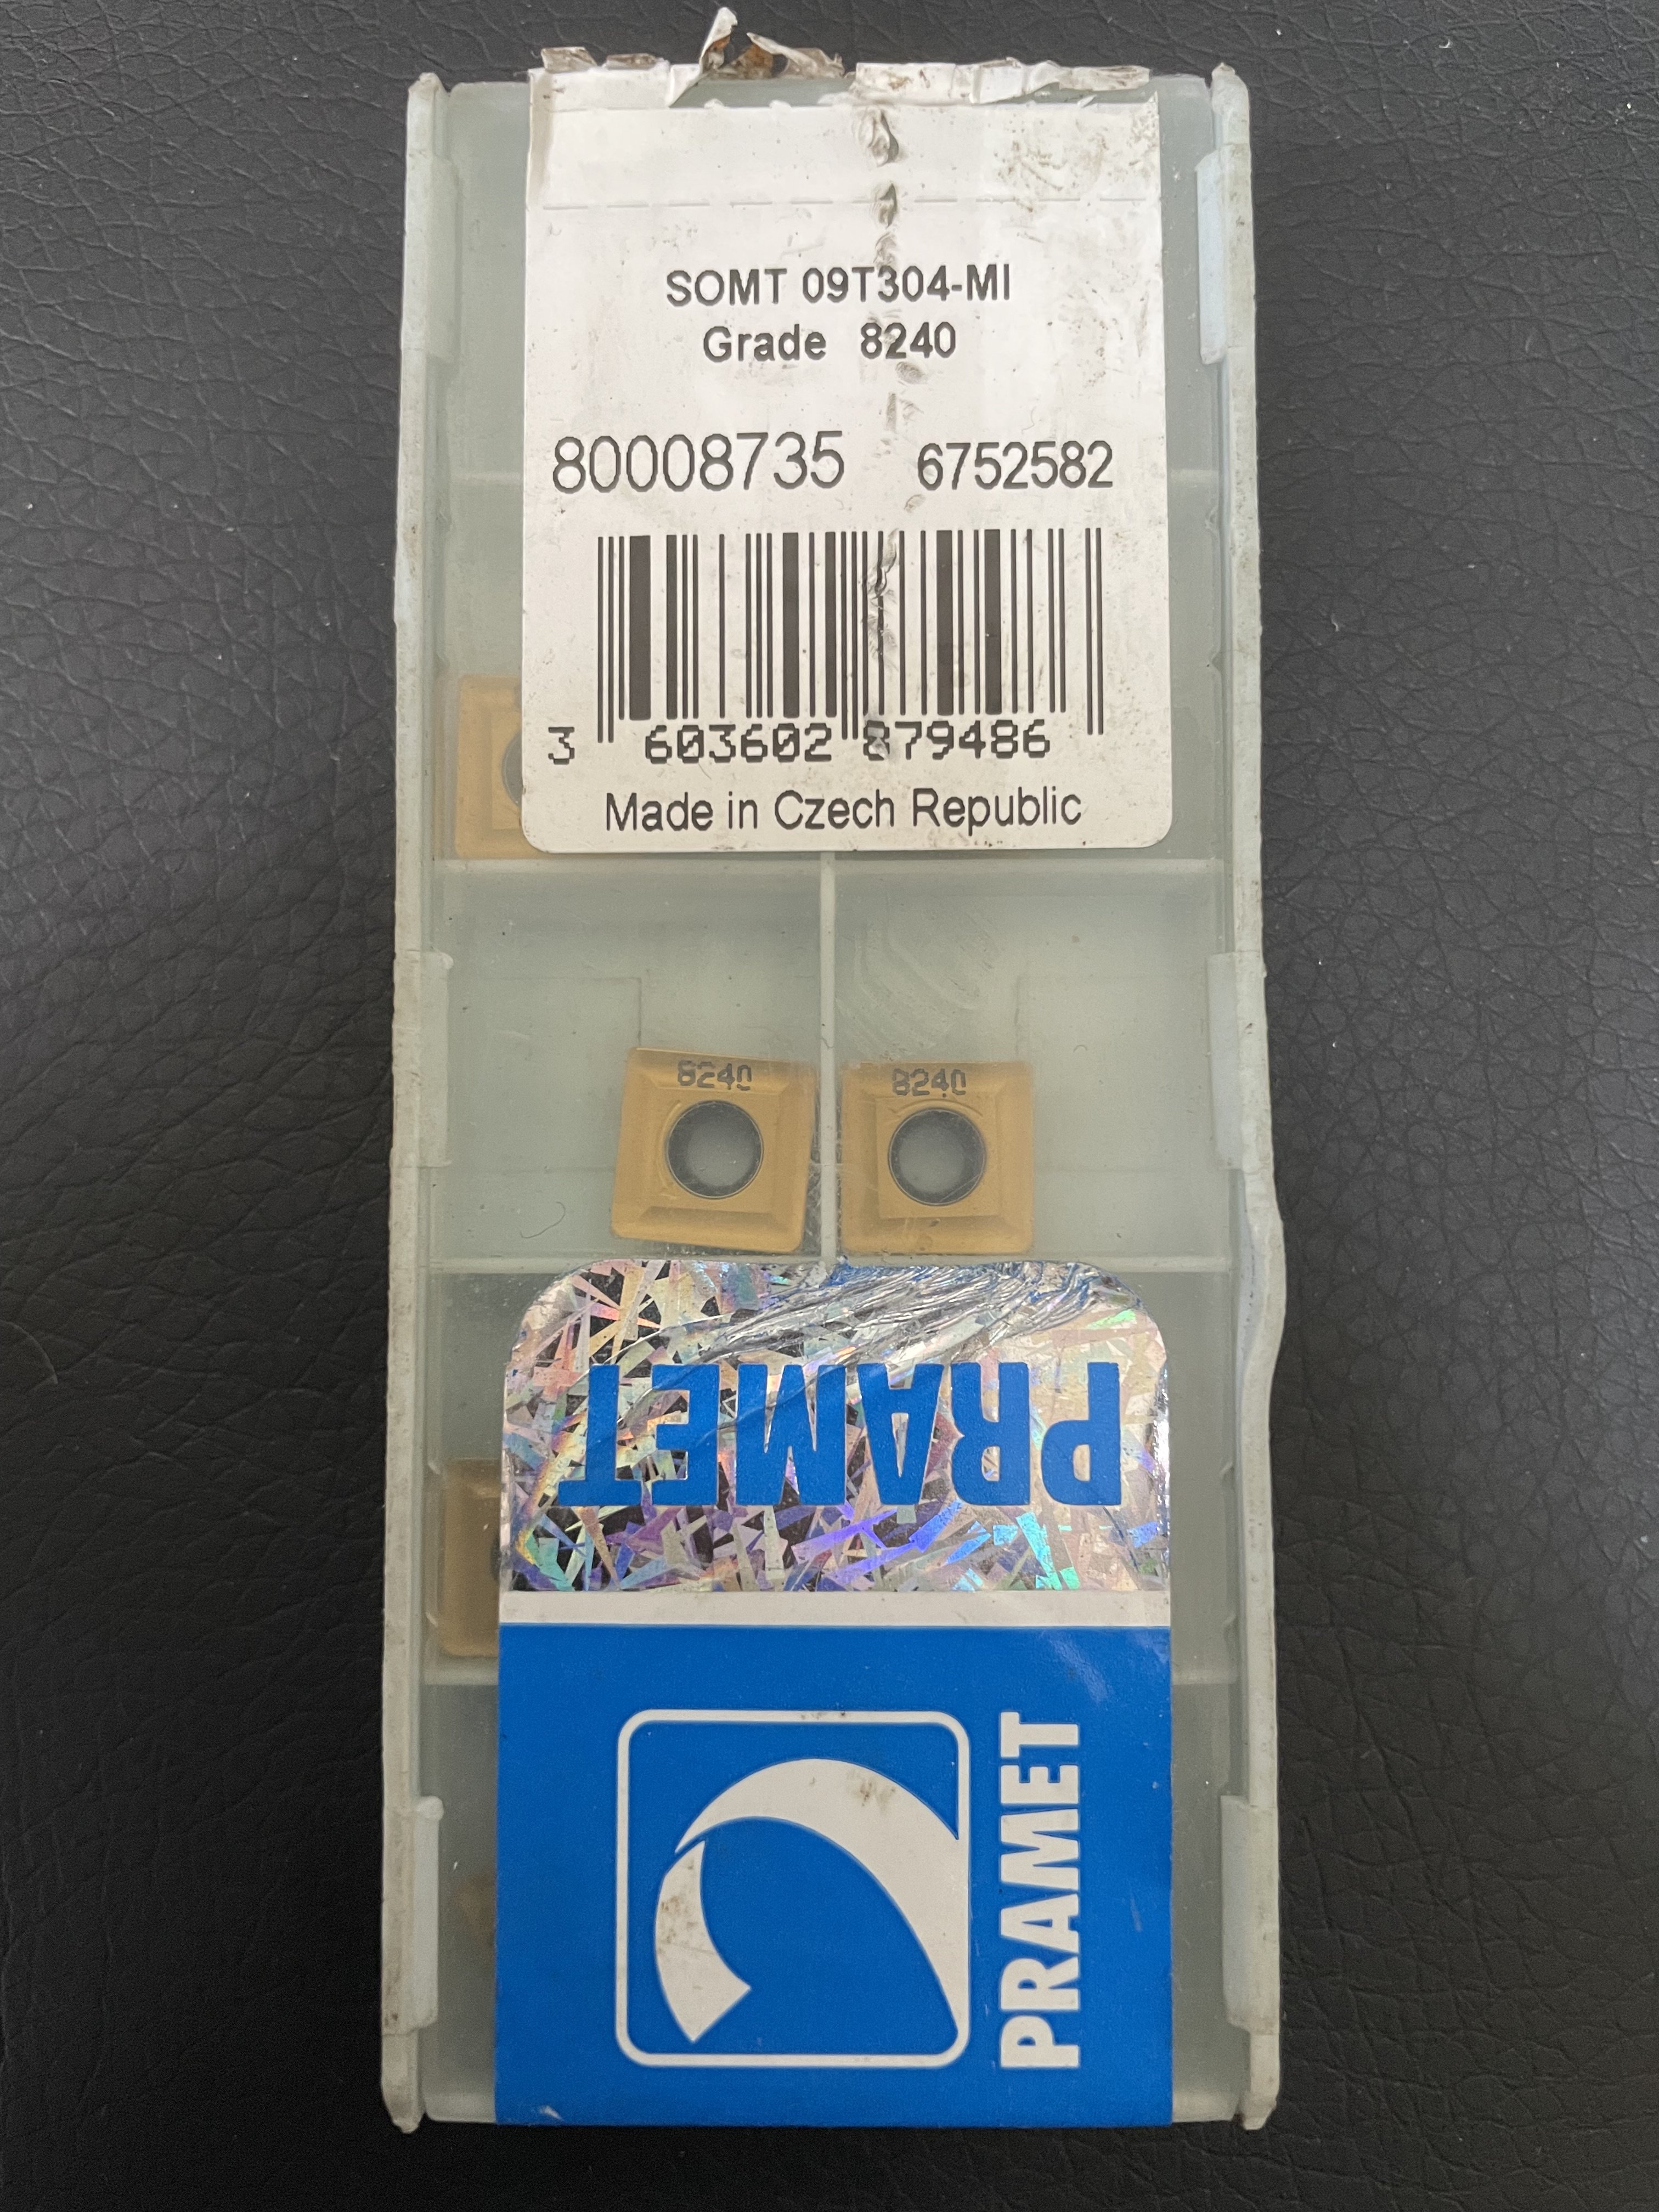 SOMT 09T304-MI
Grade 8240
80008735 6752582
3 603602 879486
Made in Czech Republic
8240 8240
PRAMET
PRAMET